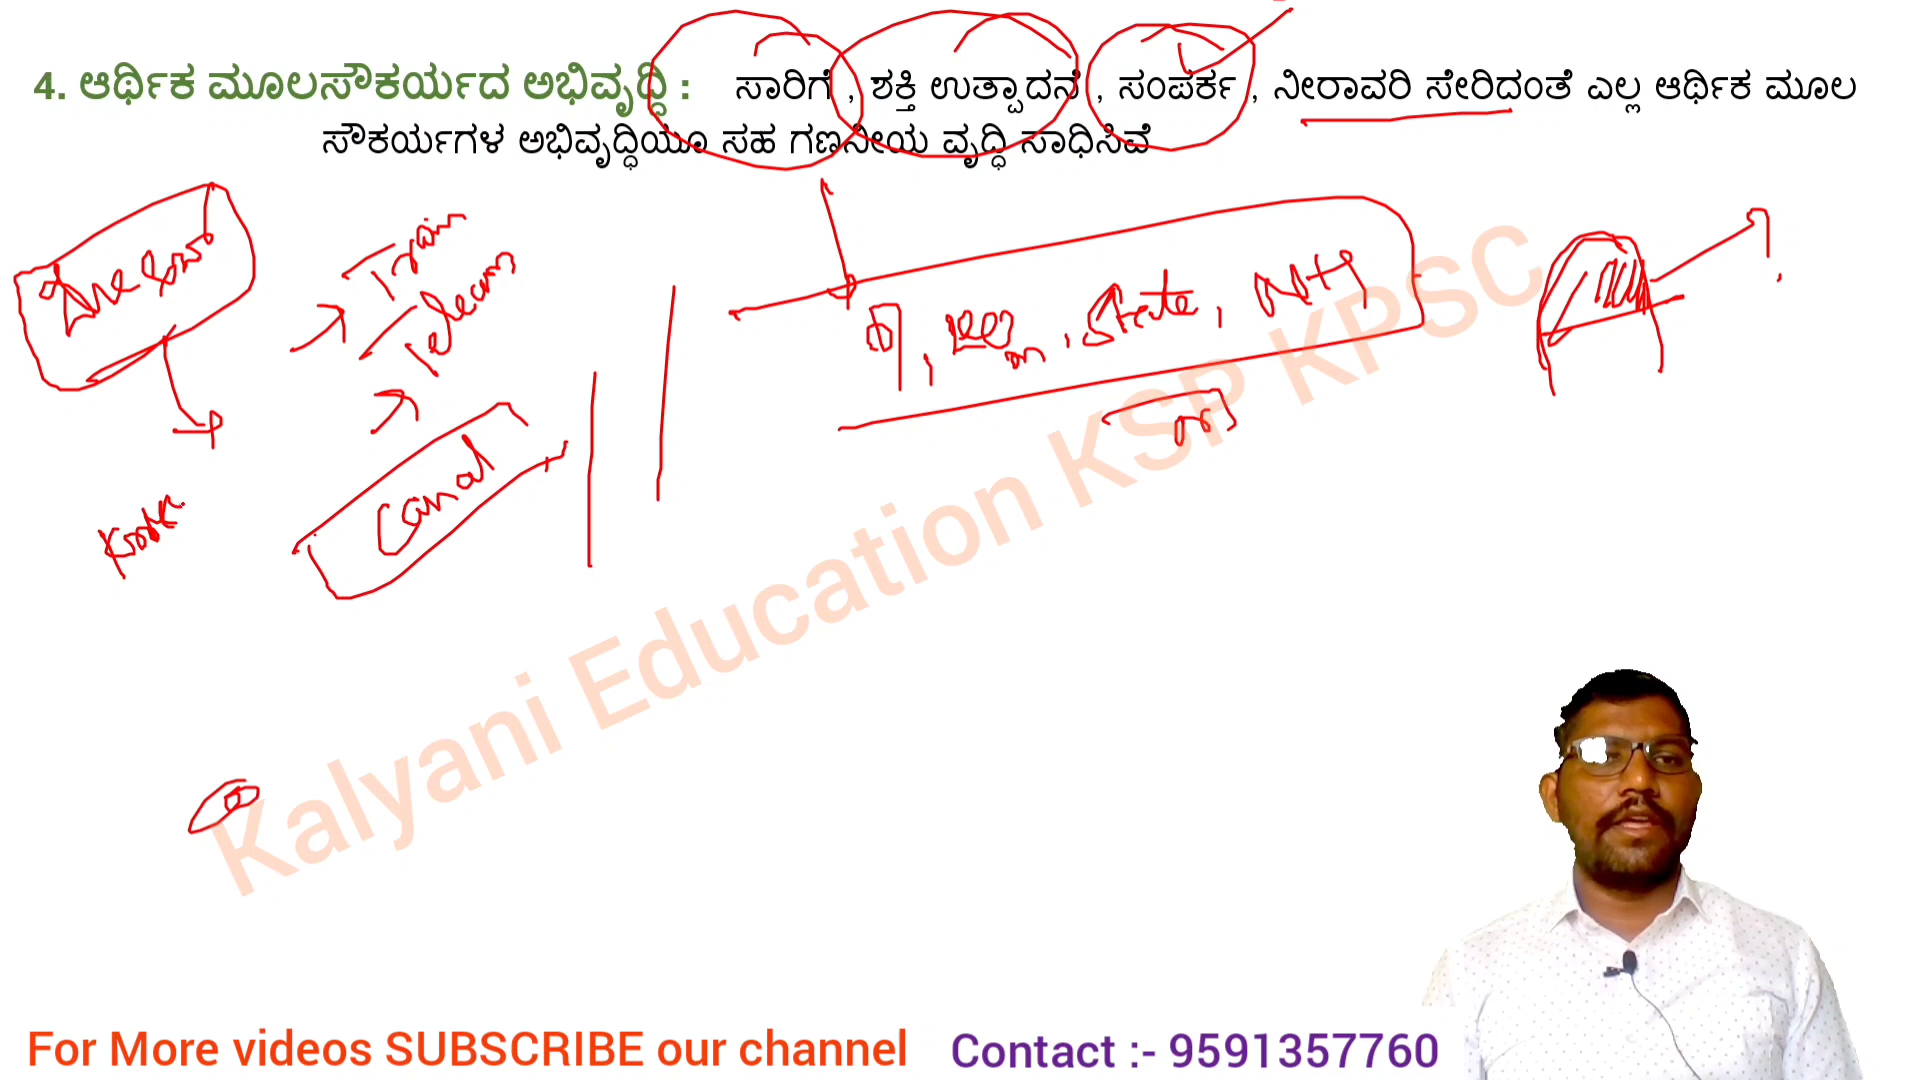 4. ಆರ್ಥಿಕ ಮೂಲಸೌಕರ್ಯದ ಅಭಿವೃದ್ಧಿ : ಸಾರಿಗೆ , ಶಕ್ತಿ ಉತ್ಪಾದನೆ , ಸಂಪರ್ಕ , ನೀರಾವರಿ ಸೇರಿದಂತೆ ಎಲ್ಲ ಆರ್ಥಿಕ ಮೂಲ
ಸೌಕರ್ಯಗಳ ಅಭಿವೃದ್ಧಿಯೂ ಸಹ ಗಣನೀಯ ವೃದ್ಧಿ ಸಾಧಿಸಿವೆ
Train
Telecom
Canal
State, NH
Kalyani Education KSP KPSC
For More videos SUBSCRIBE our channel Contact :- 9591357760